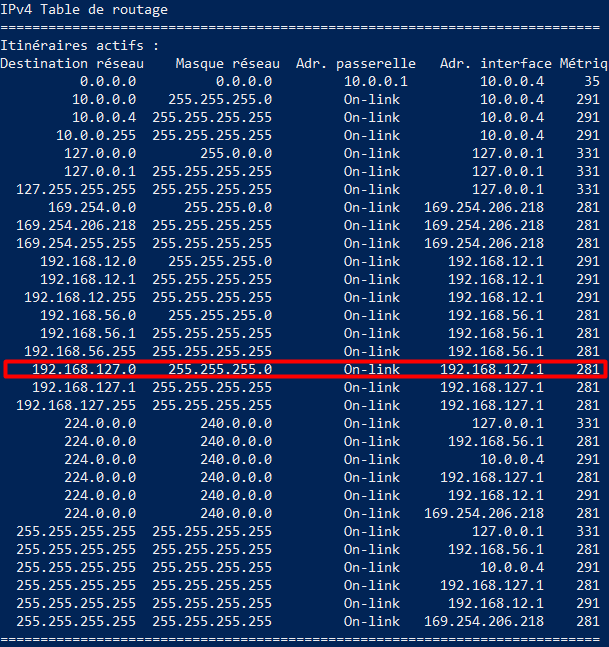 IPv4 Table de routage
===========================================================================
Itinéraires actifs :
Destination réseau    Masque réseau  Adr. passerelle   Adr. interface Métriq
          0.0.0.0          0.0.0.0         10.0.0.1         10.0.0.4     35
         10.0.0.0    255.255.255.0         On-link          10.0.0.4    291
         10.0.0.4  255.255.255.255         On-link          10.0.0.4    291
       10.0.0.255  255.255.255.255         On-link          10.0.0.4    291
        127.0.0.0        255.0.0.0         On-link         127.0.0.1    331
        127.0.0.1  255.255.255.255         On-link         127.0.0.1    331
  127.255.255.255  255.255.255.255         On-link         127.0.0.1    331
      169.254.0.0      255.255.0.0         On-link   169.254.206.218    281
  169.254.206.218  255.255.255.255         On-link   169.254.206.218    281
  169.254.255.255  255.255.255.255         On-link   169.254.206.218    281
     192.168.12.0    255.255.255.0         On-link      192.168.12.1    291
     192.168.12.1  255.255.255.255         On-link      192.168.12.1    291
   192.168.12.255  255.255.255.255         On-link      192.168.12.1    291
     192.168.56.0    255.255.255.0         On-link      192.168.56.1    281
     192.168.56.1  255.255.255.255         On-link      192.168.56.1    281
   192.168.56.255  255.255.255.255         On-link      192.168.56.1    281
    192.168.127.0    255.255.255.0         On-link     192.168.127.1    281
    192.168.127.1  255.255.255.255         On-link     192.168.127.1    281
  192.168.127.255  255.255.255.255         On-link     192.168.127.1    281
        224.0.0.0        240.0.0.0         On-link         127.0.0.1    331
        224.0.0.0        240.0.0.0         On-link      192.168.56.1    281
        224.0.0.0        240.0.0.0         On-link          10.0.0.4    291
        224.0.0.0        240.0.0.0         On-link     192.168.127.1    281
        224.0.0.0        240.0.0.0         On-link      192.168.12.1    291
        224.0.0.0        240.0.0.0         On-link   169.254.206.218    281
  255.255.255.255  255.255.255.255         On-link         127.0.0.1    331
  255.255.255.255  255.255.255.255         On-link      192.168.56.1    281
  255.255.255.255  255.255.255.255         On-link          10.0.0.4    291
  255.255.255.255  255.255.255.255         On-link     192.168.127.1    281
  255.255.255.255  255.255.255.255         On-link      192.168.12.1    291
  255.255.255.255  255.255.255.255         On-link   169.254.206.218    281
===========================================================================